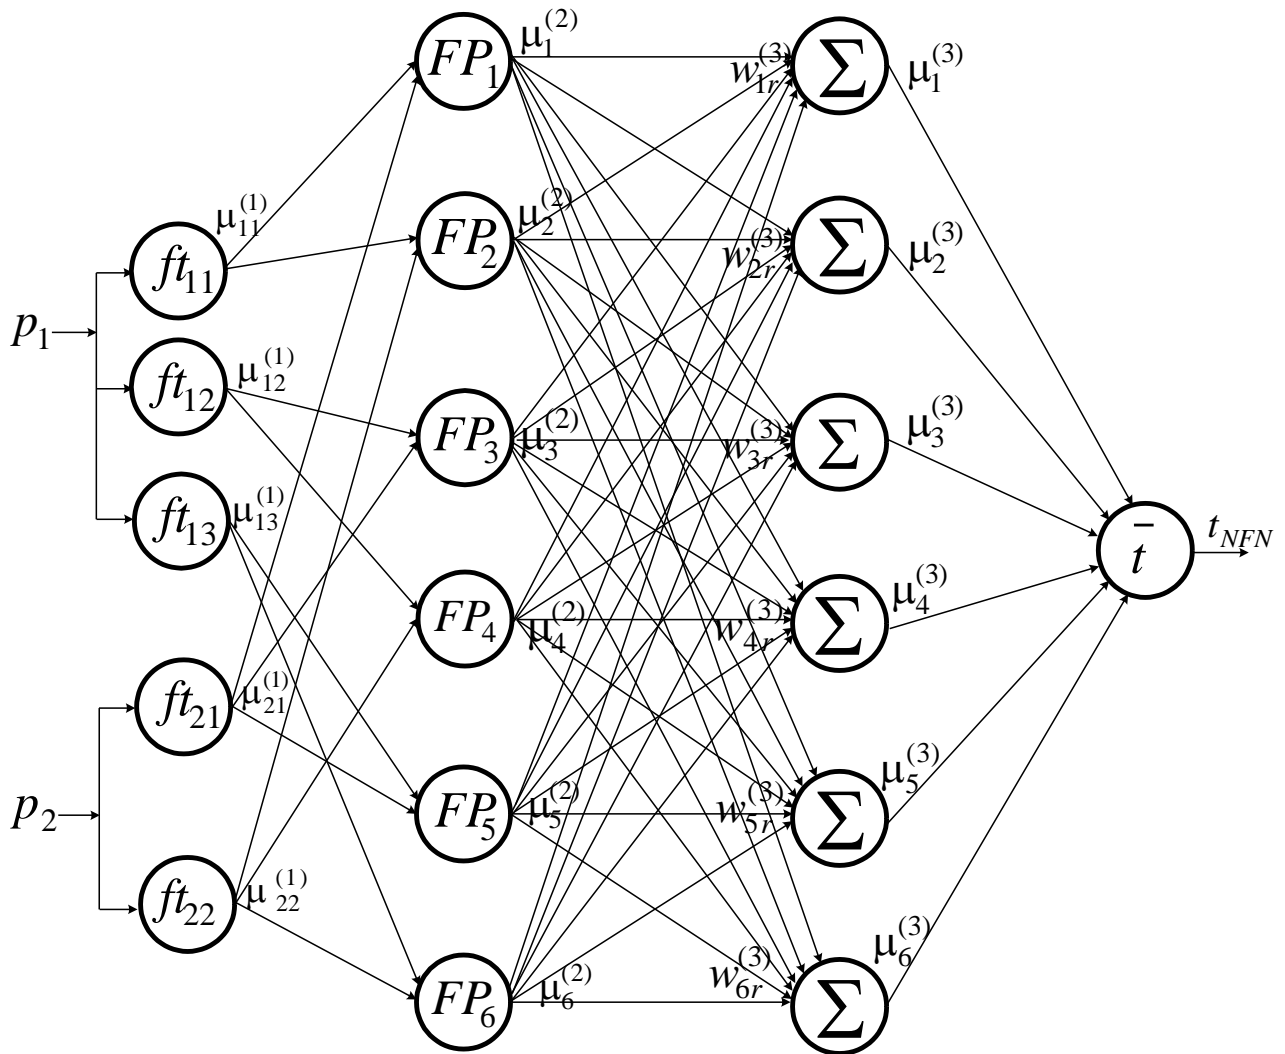 p₁
p₂
ft₁₁
ft₁₂
ft₁₃
ft₂₁
ft₂₂
μ₁₁⁽¹⁾
μ₁₂⁽¹⁾
μ₁₃⁽¹⁾
μ₂₁⁽¹⁾
μ₂₂⁽¹⁾
FP₁
FP₂
FP₃
FP₄
FP₅
FP₆
μ₁⁽²⁾
μ₂⁽²⁾
μ₃⁽²⁾
μ₄⁽²⁾
μ₅⁽²⁾
μ₆⁽²⁾
w₁ᵣ⁽³⁾
w₂ᵣ⁽³⁾
w₃ᵣ⁽³⁾
w₄ᵣ⁽³⁾
w₅ᵣ⁽³⁾
w₆ᵣ⁽³⁾
Σ
Σ
Σ
Σ
Σ
Σ
μ₁⁽³⁾
μ₂⁽³⁾
μ₃⁽³⁾
μ₄⁽³⁾
μ₅⁽³⁾
μ₆⁽³⁾
t̄
t_NFN